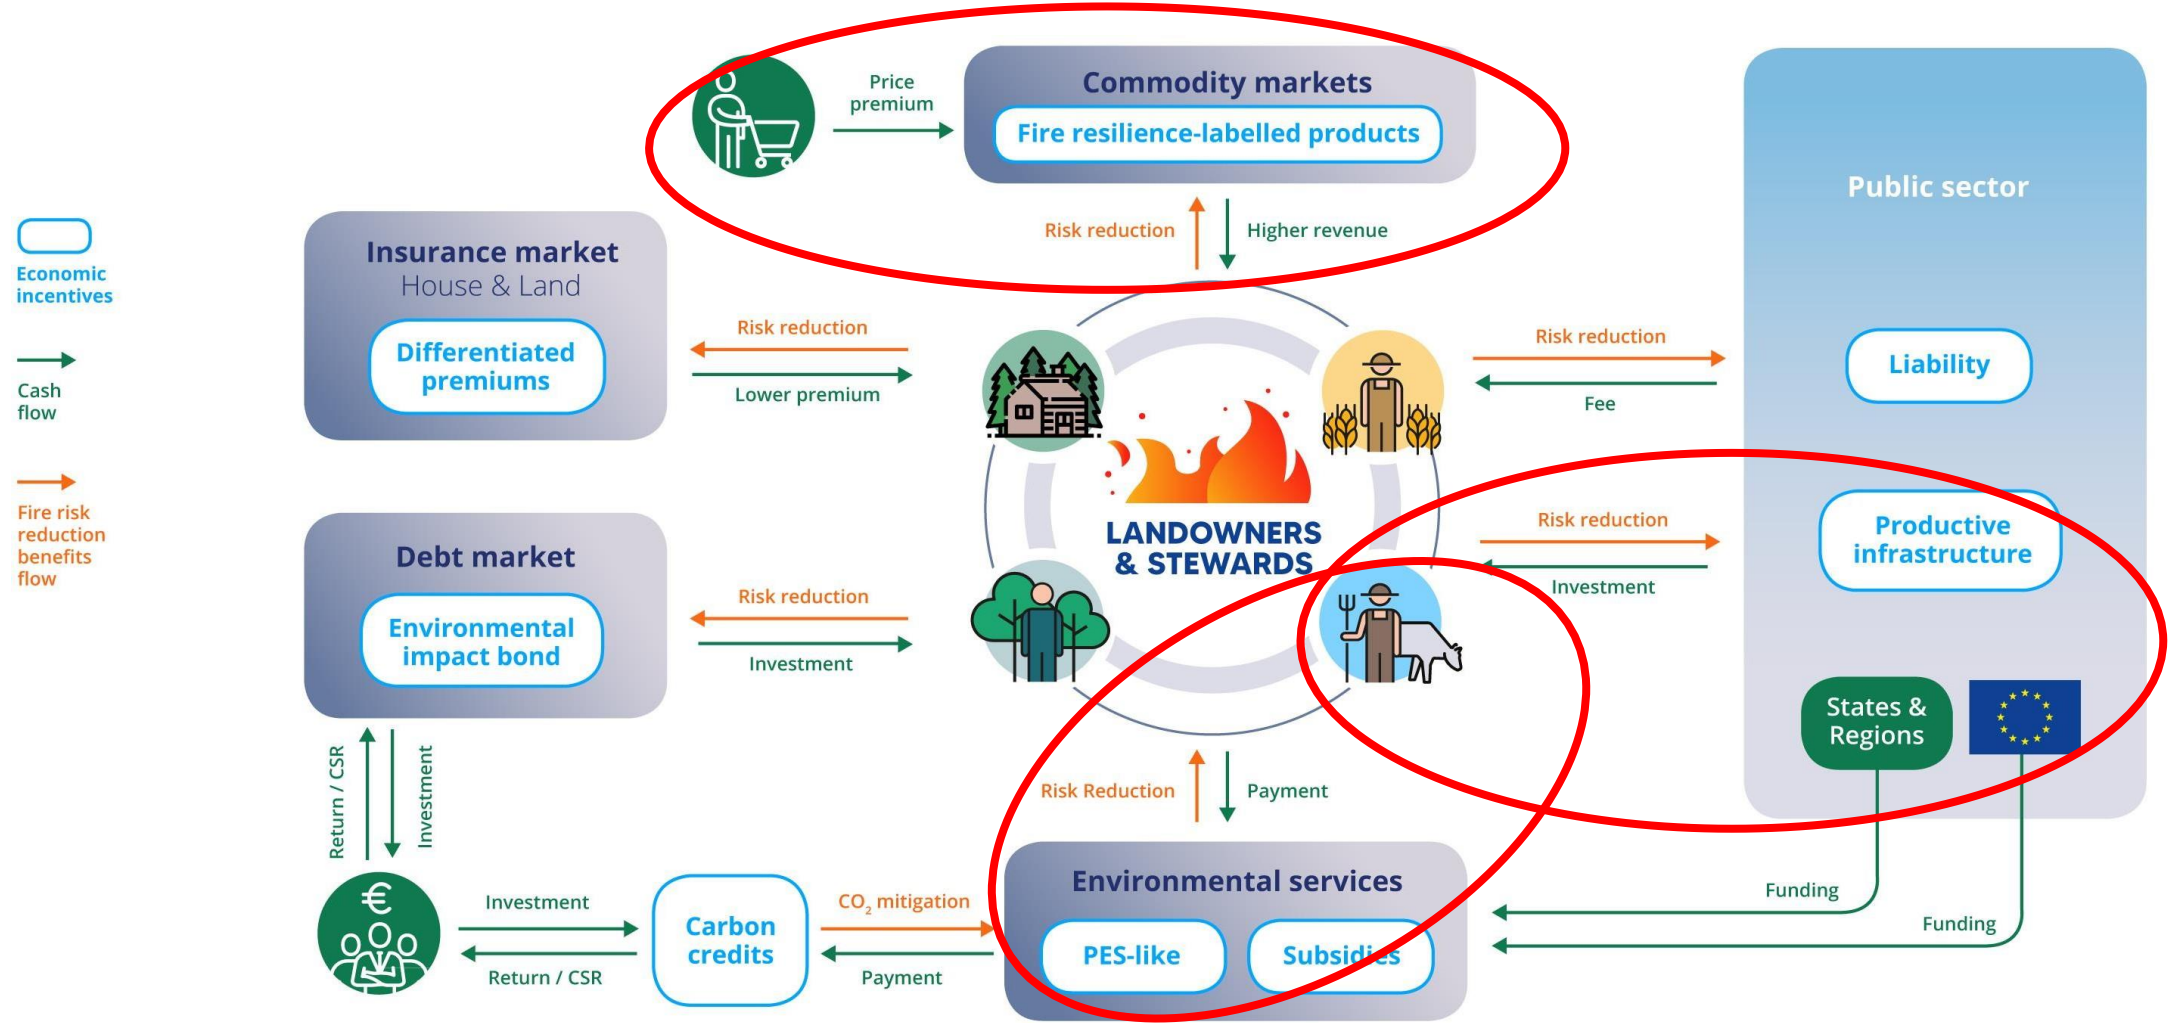 Price
premium
Commodity markets
Fire resilience-labelled products
Risk reduction
Higher revenue
Economic
incentives
Cash
flow
Fire risk
reduction
benefits
flow
Insurance market
House & Land
Differentiated
premiums
Risk reduction
Lower premium
Debt market
Environmental
impact bond
Risk reduction
Investment
LANDOWNERS
& STEWARDS
Public sector
Risk reduction
Fee
Liability
Risk reduction
Investment
Productive
infrastructure
States &
Regions
Return / CSR
Investment
Risk Reduction
Payment
€
Investment
Return / CSR
Carbon
credits
CO2 mitigation
Payment
Environmental services
PES-like
Subsidies
Funding
Funding